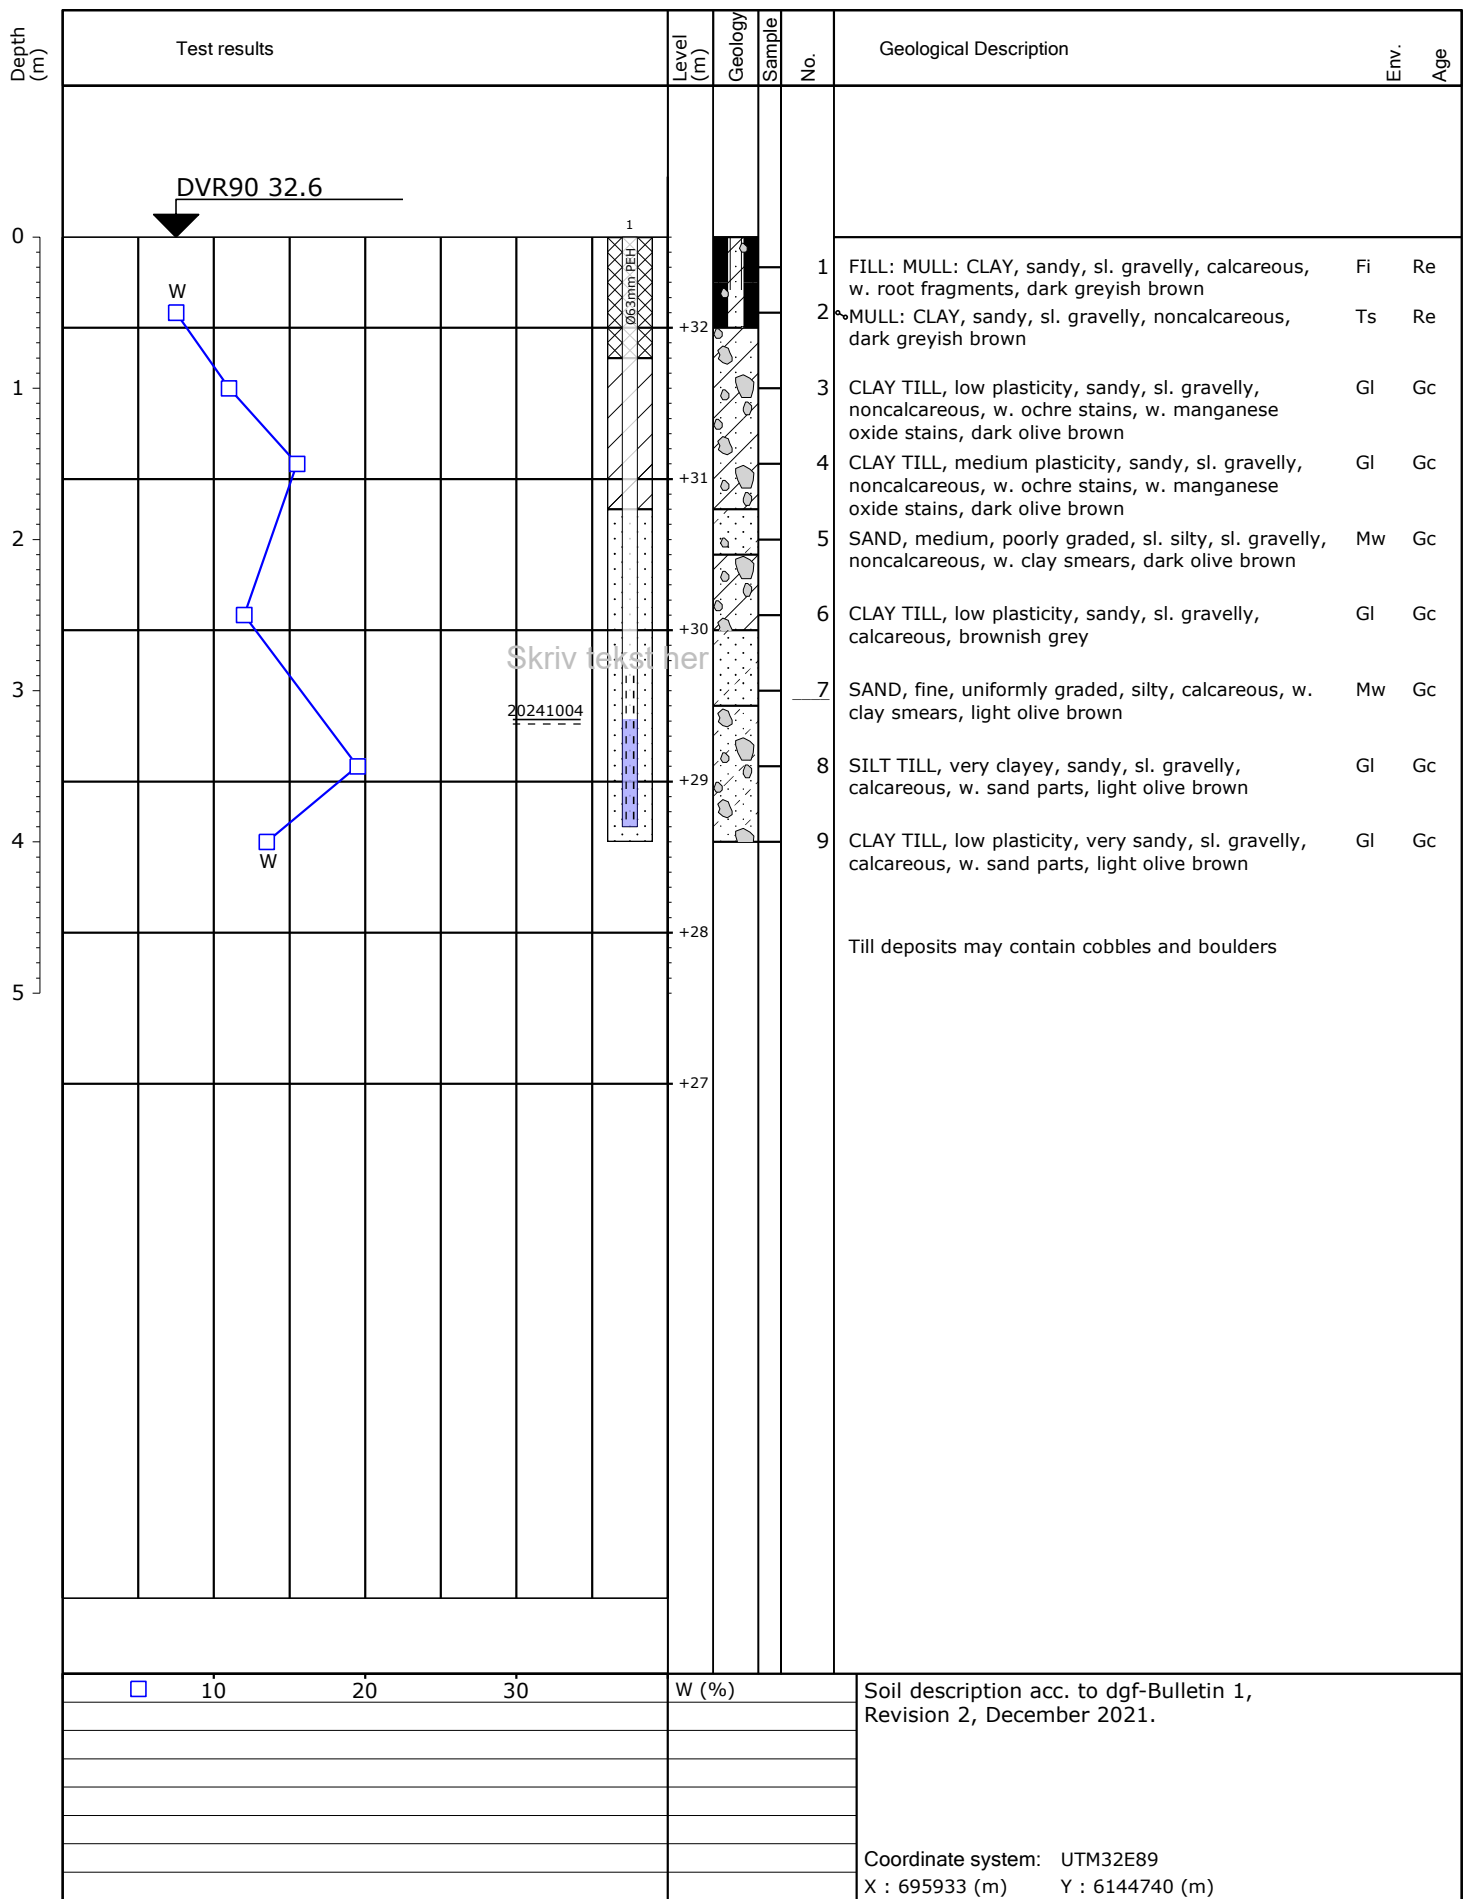 Depth
(m)
Test results
Level
(m)
Geology
Sample
No.
Geological Description
Env.
Age
DVR90 32.6
0
1
2
3
4
5
W
W
1
Ø63mm PEH
20241004
Skriv tekst her
+32
+31
+30
+29
+28
+27
1 FILL: MULL: CLAY, sandy, sl. gravelly, calcareous, Fi Re
w. root fragments, dark greyish brown
2 MULL: CLAY, sandy, sl. gravelly, noncalcareous, Ts Re
dark greyish brown
3 CLAY TILL, low plasticity, sandy, sl. gravelly, Gl Gc
noncalcareous, w. ochre stains, w. manganese
oxide stains, dark olive brown
4 CLAY TILL, medium plasticity, sandy, sl. gravelly, Gl Gc
noncalcareous, w. ochre stains, w. manganese
oxide stains, dark olive brown
5 SAND, medium, poorly graded, sl. silty, sl. gravelly, Mw Gc
noncalcareous, w. clay smears, dark olive brown
6 CLAY TILL, low plasticity, sandy, sl. gravelly, Gl Gc
calcareous, brownish grey
7 SAND, fine, uniformly graded, silty, calcareous, w. Mw Gc
clay smears, light olive brown
8 SILT TILL, very clayey, sandy, sl. gravelly, Gl Gc
calcareous, w. sand parts, light olive brown
9 CLAY TILL, low plasticity, very sandy, sl. gravelly, Gl Gc
calcareous, w. sand parts, light olive brown
Till deposits may contain cobbles and boulders
10 20 30 W (%)
Soil description acc. to dgf-Bulletin 1,
Revision 2, December 2021.
Coordinate system: UTM32E89
X : 695933 (m) Y : 6144740 (m)